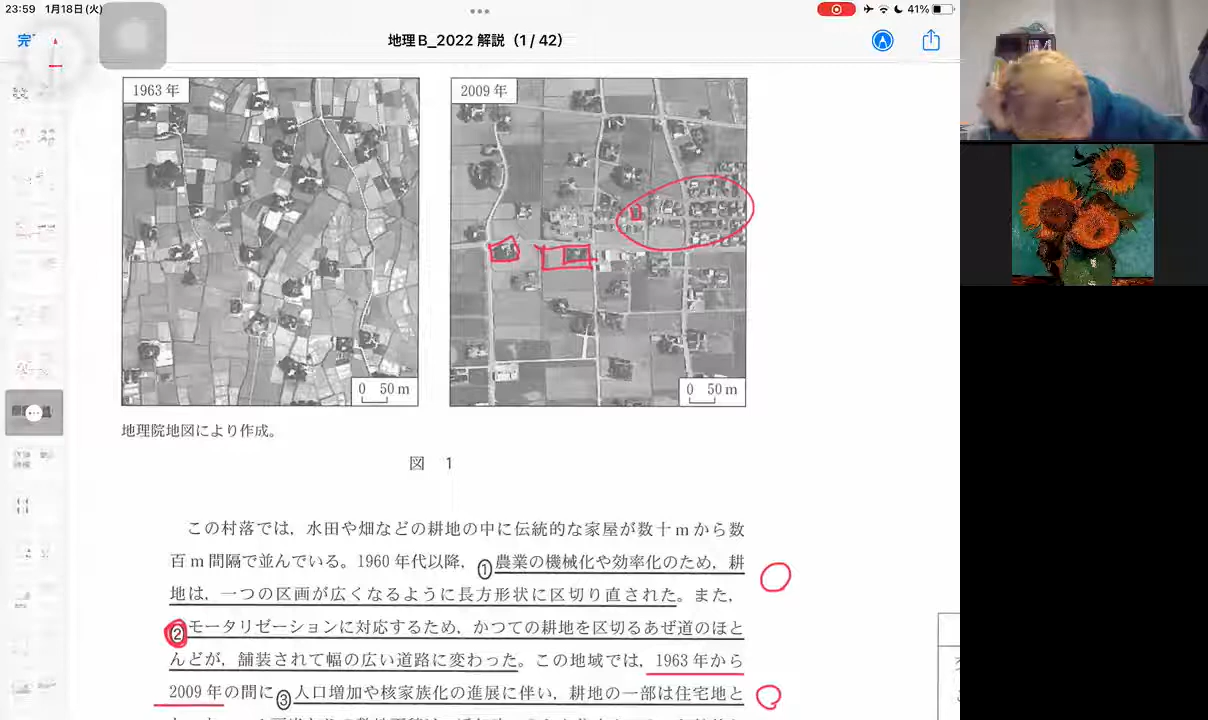 23:59 1月18日(火)
41%
完
地理B_2022 解説 (1 / 42)
1963年
2009年
0 50 m
0 50 m
地理院地図により作成。
図 1
この村落では，水田や畑などの耕地の中に伝統的な家屋が数十mから数
百m間隔で並んでいる。1960年代以降，①農業の機械化や効率化のため，耕
地は，一つの区画が広くなるように長方形状に区切り直された。また，
②モータリゼーションに対応するため，かつての耕地を区切るあぜ道のほと
んどが，舗装されて幅の広い道路に変わった。この地域では，1963年から
2009年の間に③人口増加や核家族化の進展に伴い，耕地の一部は住宅地と